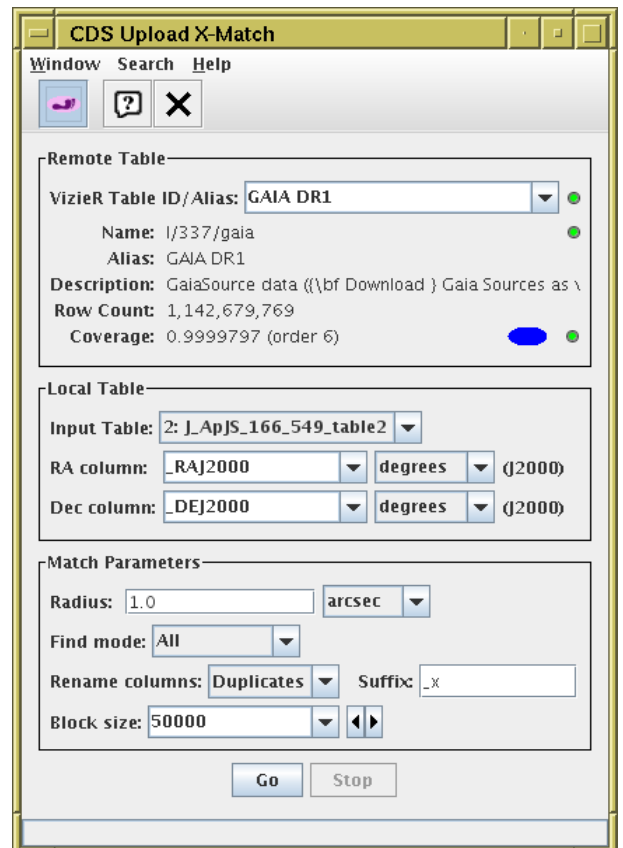 CDS Upload X-Match
Window Search Help
Remote Table
VizieR Table ID/Alias: GAIA DR1
Name: I/337/gaia
Alias: GAIA DR1
Description: GaiaSource data ({\bf Download } Gaia Sources as \
Row Count: 1,142,679,769
Coverage: 0.9999797 (order 6)
Local Table
Input Table: 2: J_ApJS_166_549_table2
RA column: _RAJ2000 degrees (J2000)
Dec column: _DEJ2000 degrees (J2000)
Match Parameters
Radius: 1.0 arcsec
Find mode: All
Rename columns: Duplicates Suffix: _x
Block size: 50000
Go Stop